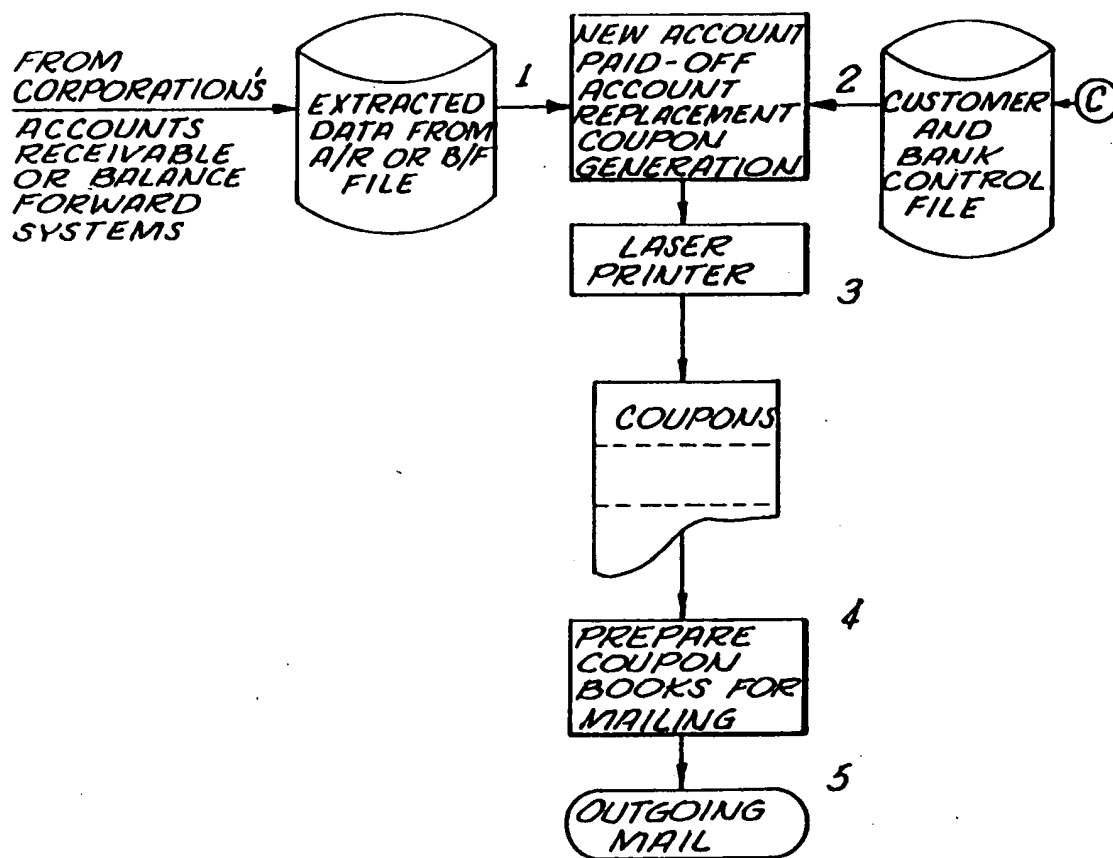 FROM
CORPORATION'S
ACCOUNTS
RECEIVABLE
OR BALANCE
FORWARD
SYSTEMS
EXTRACTED
DATA FROM
A/R OR B/F
FILE
1
NEW ACCOUNT
PAID-OFF
ACCOUNT
REPLACEMENT
COUPON
GENERATION
2
CUSTOMER
AND
BANK
CONTROL
FILE
C
LASER
PRINTER
3
COUPONS
4
PREPARE
COUPON
BOOKS FOR
MAILING
5
OUTGOING
MAIL